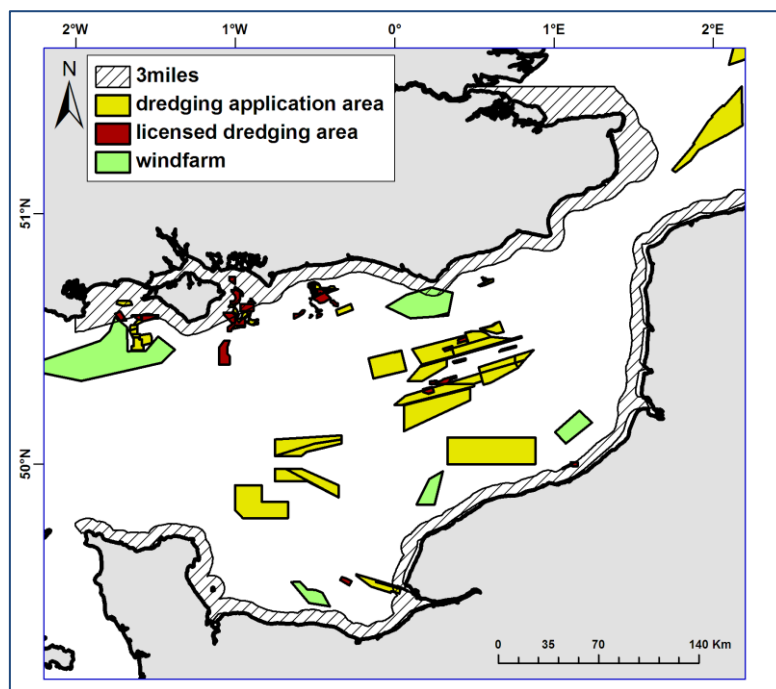 2°W 1°W 0° 1°E 2°E
N
3miles
dredging application area
licensed dredging area
windfarm
51°N
50°N
0 35 70 140 Km